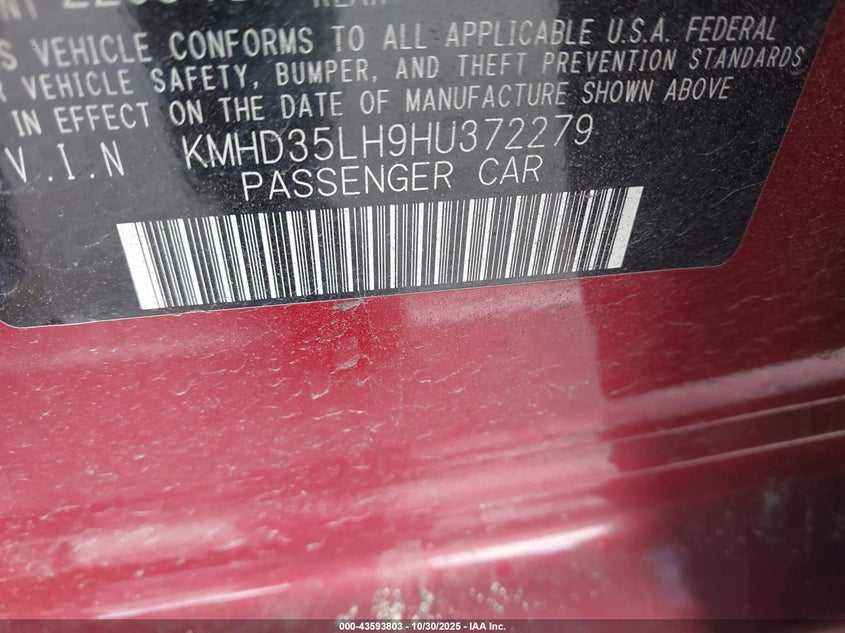 S VEHICLE CONFORMS TO ALL APPLICABLE U.S.A. FEDERAL
VEHICLE SAFETY, BUMPER, AND THEFT PREVENTION STANDARDS
IN EFFECT ON THE DATE OF MANUFACTURE SHOWN ABOVE
V.I.N KMHD35LH9HU372279
PASSENGER CAR
000-43593803 • 10/30/2025 • IAA Inc.